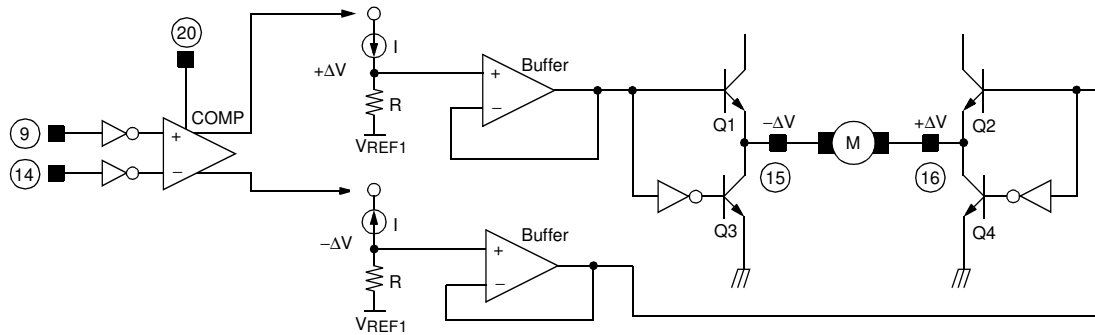 20
I
+ΔV
Buffer
+
−
R
VREF1
COMP
9
14
+
−
Q1
−ΔV
15
M
+ΔV
16
Q2
Q3
Q4
I
−ΔV
Buffer
+
−
R
VREF1